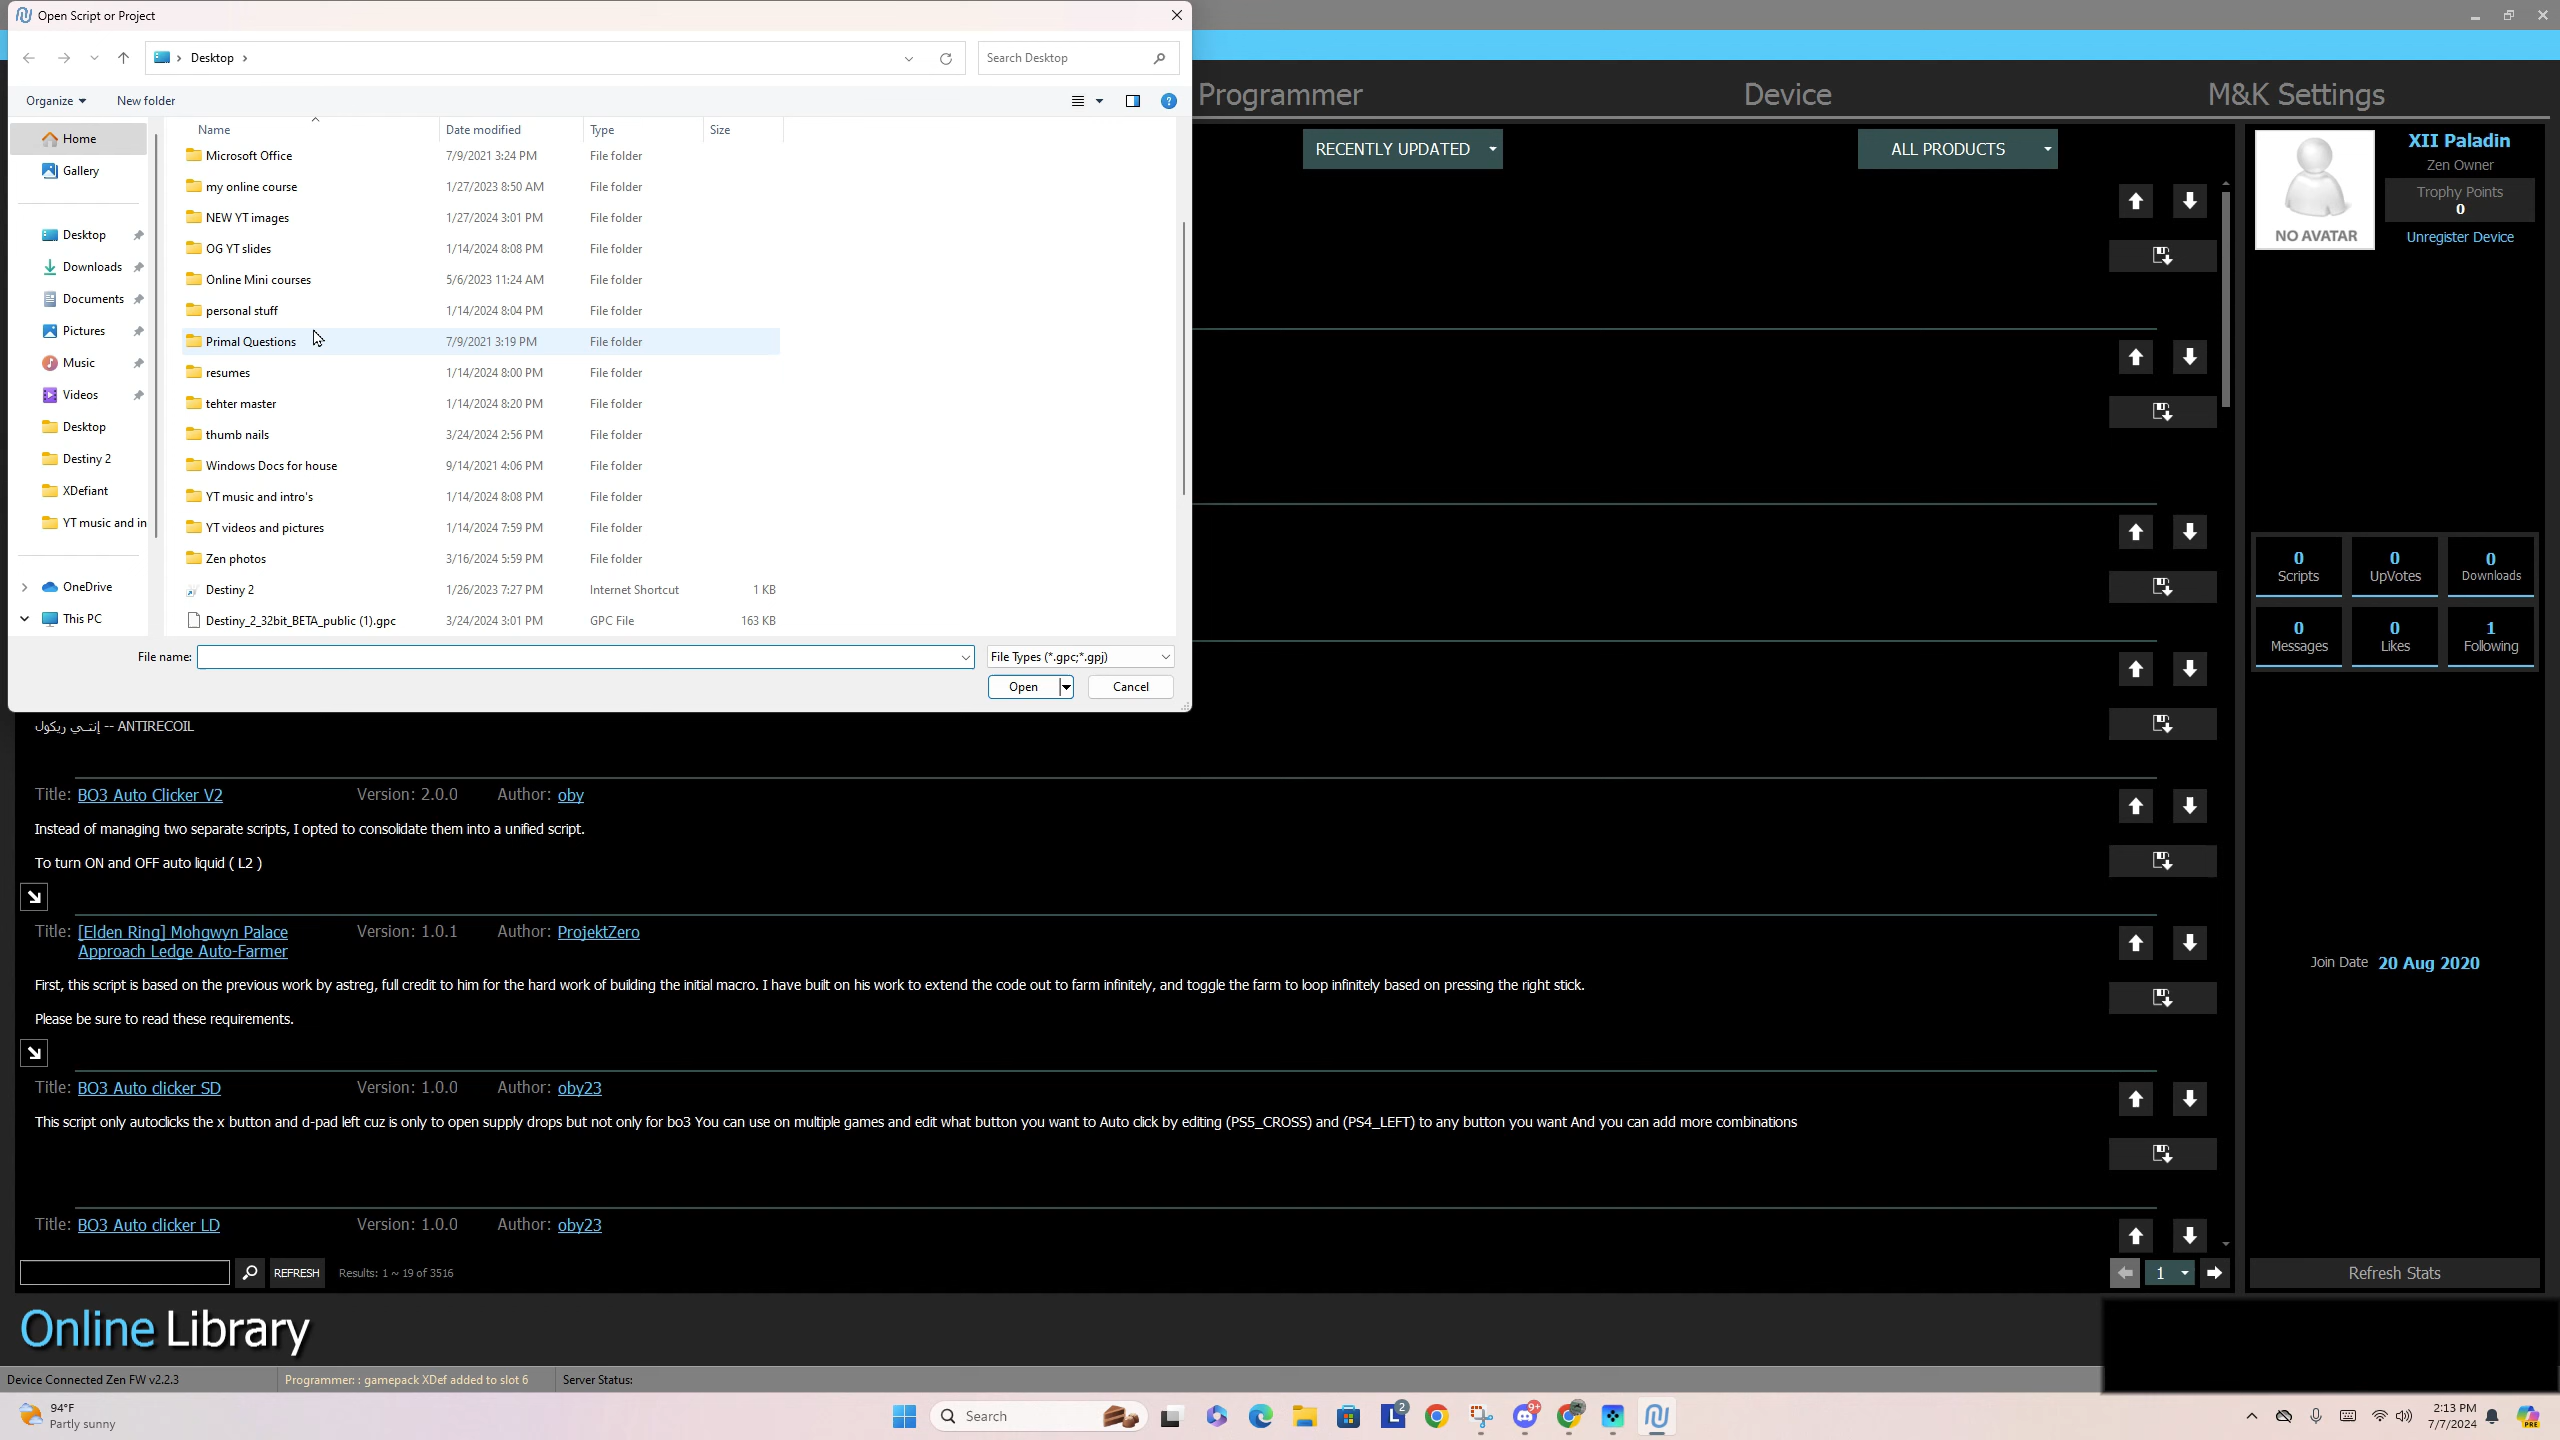 Open Script or Project
Desktop
Search Desktop
Organize
New folder
Name
Date modified
Type
Size
Home
Gallery
Desktop
Downloads
Documents
Pictures
Music
Videos
Desktop
Destiny 2
XDefiant
YT music and in
OneDrive
This PC
Microsoft Office 7/9/2021 3:24 PM File folder
my online course 1/27/2023 8:50 AM File folder
NEW YT images 1/27/2024 3:01 PM File folder
OG YT slides 1/14/2024 8:08 PM File folder
Online Mini courses 5/6/2023 11:24 AM File folder
personal stuff 1/14/2024 8:04 PM File folder
Primal Questions 7/9/2021 3:19 PM File folder
resumes 1/14/2024 8:00 PM File folder
tehter master 1/14/2024 8:20 PM File folder
thumb nails 3/24/2024 2:56 PM File folder
Windows Docs for house 9/14/2021 4:06 PM File folder
YT music and intro's 1/14/2024 8:08 PM File folder
YT videos and pictures 1/14/2024 7:59 PM File folder
Zen photos 3/16/2024 5:59 PM File folder
Destiny 2 1/26/2023 7:27 PM Internet Shortcut 1 KB
Destiny_2_32bit_BETA_public (1).gpc 3/24/2024 3:01 PM GPC File 163 KB
File name:
File Types (*.gpc;*.gpj)
Open
Cancel
Programmer
Device
M&K Settings
RECENTLY UPDATED
ALL PRODUCTS
NO AVATAR
XII Paladin
Zen Owner
Trophy Points
0
Unregister Device
0 Scripts
0 UpVotes
0 Downloads
0 Messages
0 Likes
1 Following
Join Date 20 Aug 2020
Refresh Stats
إنتـي ريكول -- ANTIRECOIL
Title: BO3 Auto Clicker V2 Version: 2.0.0 Author: oby
Instead of managing two separate scripts, I opted to consolidate them into a unified script.
To turn ON and OFF auto liquid ( L2 )
Title: [Elden Ring] Mohgwyn Palace Version: 1.0.1 Author: ProjektZero
Approach Ledge Auto-Farmer
First, this script is based on the previous work by astreg, full credit to him for the hard work of building the initial macro. I have built on his work to extend the code out to farm infinitely, and toggle the farm to loop infinitely based on pressing the right stick.
Please be sure to read these requirements.
Title: BO3 Auto clicker SD Version: 1.0.0 Author: oby23
This script only autoclicks the x button and d-pad left cuz is only to open supply drops but not only for bo3 You can use on multiple games and edit what button you want to Auto click by editing (PS5_CROSS) and (PS4_LEFT) to any button you want And you can add more combinations
Title: BO3 Auto clicker LD Version: 1.0.0 Author: oby23
REFRESH
Results: 1 ~ 19 of 3516
1
Online Library
Device Connected Zen FW v2.2.3
Programmer: : gamepack XDef added to slot 6
Server Status:
94°F
Partly sunny
Search
L
2
9+
2:13 PM
7/7/2024
PRE